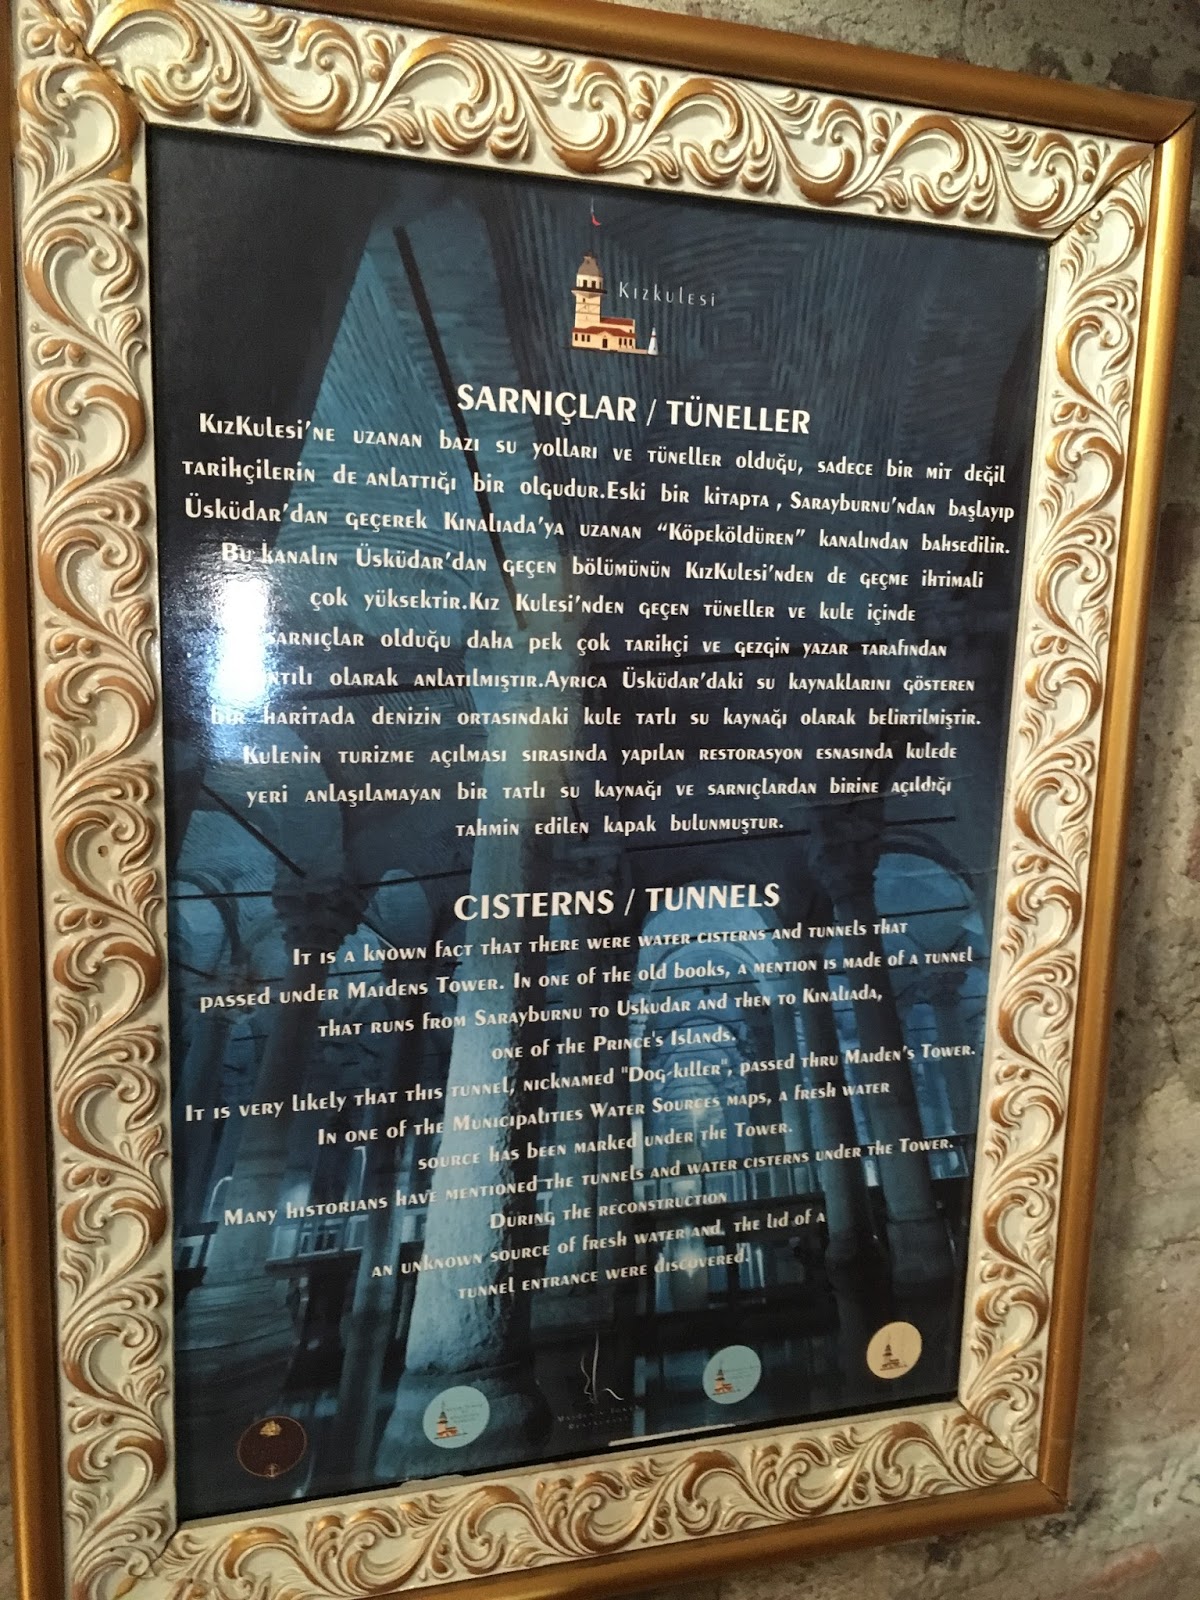 Kızkulesi
SARNIÇLAR / TÜNELLER
KızKulesi'ne uzanan bazı su yolları ve tüneller olduğu, sadece bir mit değil
tarihçilerin de anlattığı bir olgudur.Eski bir kitapta , Sarayburnu'ndan başlayıp
Üsküdar'dan geçerek Kınalıada'ya uzanan “Köpeköldüren” kanalından bahsedilir.
Bu kanalın Üsküdar'dan geçen bölümünün KızKulesi'nden de geçme ihtimali
çok yüksektir.Kız Kulesi'nden geçen tüneller ve kule içinde
sarnıçlar olduğu daha pek çok tarihçi ve gezgin yazar tarafından
olarak anlatılmıştır.Ayrıca Üsküdar'daki su kaynaklarını gösteren
bir haritada denizin ortasındaki kule tatlı su kaynağı olarak belirtilmiştir.
Kulenin turizme açılması sırasında yapılan restorasyon esnasında kulede
yeri anlaşılamayan bir tatlı su kaynağı ve sarnıçlardan birine açıldığı
tahmin edilen kapak bulunmuştur.
CISTERNS / TUNNELS
It is a known fact that there were water cisterns and tunnels that
passed under Maidens Tower. In one of the old books, a mention is made of a tunnel
that runs from Sarayburnu to Uskudar and then to Kinaliada,
one of the Prince's Islands.
It is very likely that this tunnel, nicknamed "Dog-killer", passed thru Maiden's Tower.
In one of the Municipalities Water Sources maps, a fresh water
source has been marked under the Tower.
Many historians have mentioned the tunnels and water cisterns under the Tower.
During the reconstruction
an unknown source of fresh water and, the lid of a
tunnel entrance were discovered.